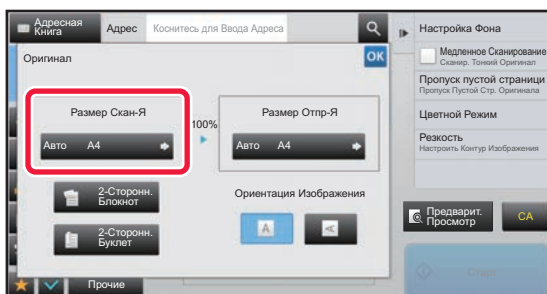 Адресная
Книга
Адрес
Коснитесь для Ввода Адреса
Оригинал
OK
Размер Скан-Я
Авто A4
100%
Размер Отпр-Я
Авто A4
2-Сторонн.
Блокнот
2-Сторонн.
Буклет
Ориентация Изображения
A
A
Прочие
Настройка Фона
Медленное Сканирование
Сканир. Тонкий Оригинал
Пропуск пустой страници
Пропуск Пустой Стр. Оригинала
Цветной Режим
Резкость
Настроить Контур Изображения
Предварит.
Просмотр
CA
Старт